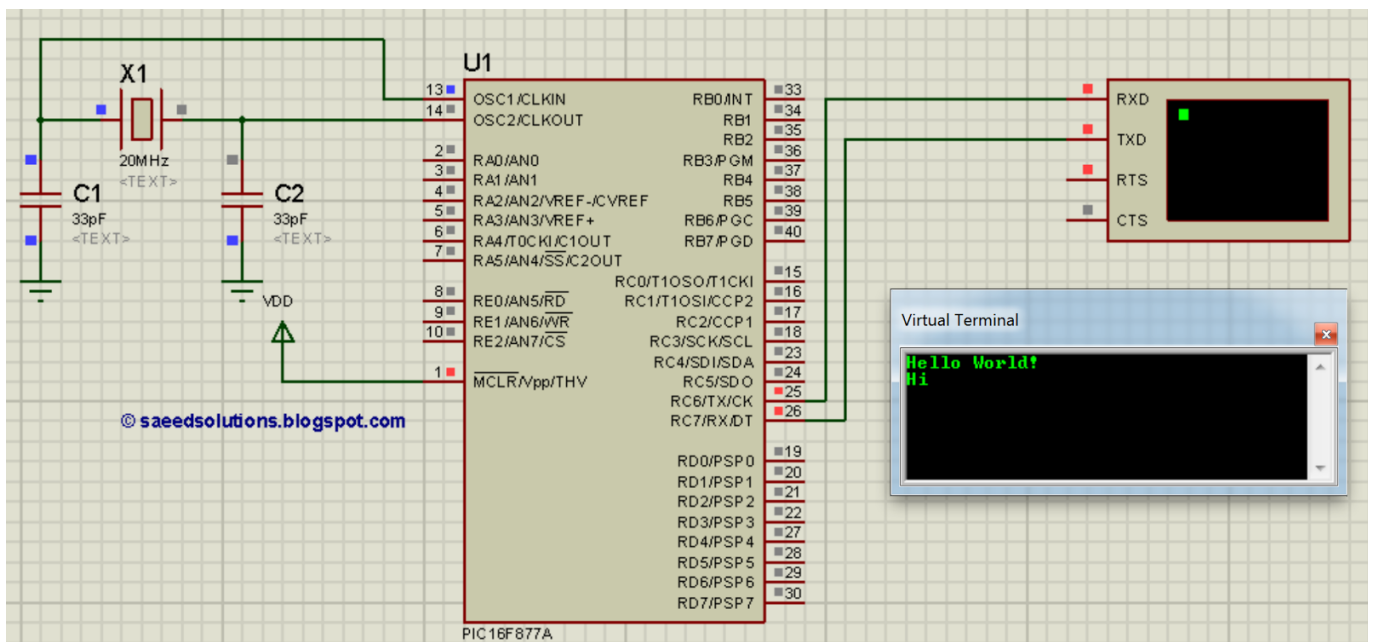 X1
20MHz
<TEXT>
C1
33pF
<TEXT>
C2
33pF
<TEXT>
VDD
© saeedsolutions.blogspot.com
U1
13 OSC1/CLKIN
14 OSC2/CLKOUT
2 RA0/AN0
3 RA1/AN1
4 RA2/AN2/VREF-/CVREF
5 RA3/AN3/VREF+
6 RA4/T0CKI/C1OUT
7 RA5/AN4/SS/C2OUT
8 RE0/AN5/RD
9 RE1/AN6/WR
10 RE2/AN7/CS
1 MCLR/Vpp/THV
RB0/INT 33
RB1 34
RB2 35
RB3/PGM 36
RB4 37
RB5 38
RB6/PGC 39
RB7/PGD 40
RC0/T1OSO/T1CKI 15
RC1/T1OSI/CCP2 16
RC2/CCP1 17
RC3/SCK/SCL 18
RC4/SDI/SDA 23
RC5/SDO 24
RC6/TX/CK 25
RC7/RX/DT 26
RD0/PSP0 19
RD1/PSP1 20
RD2/PSP2 21
RD3/PSP3 22
RD4/PSP4 27
RD5/PSP5 28
RD6/PSP6 29
RD7/PSP7 30
PIC16F877A
RXD
TXD
RTS
CTS
Virtual Terminal
Hello World!
Hi